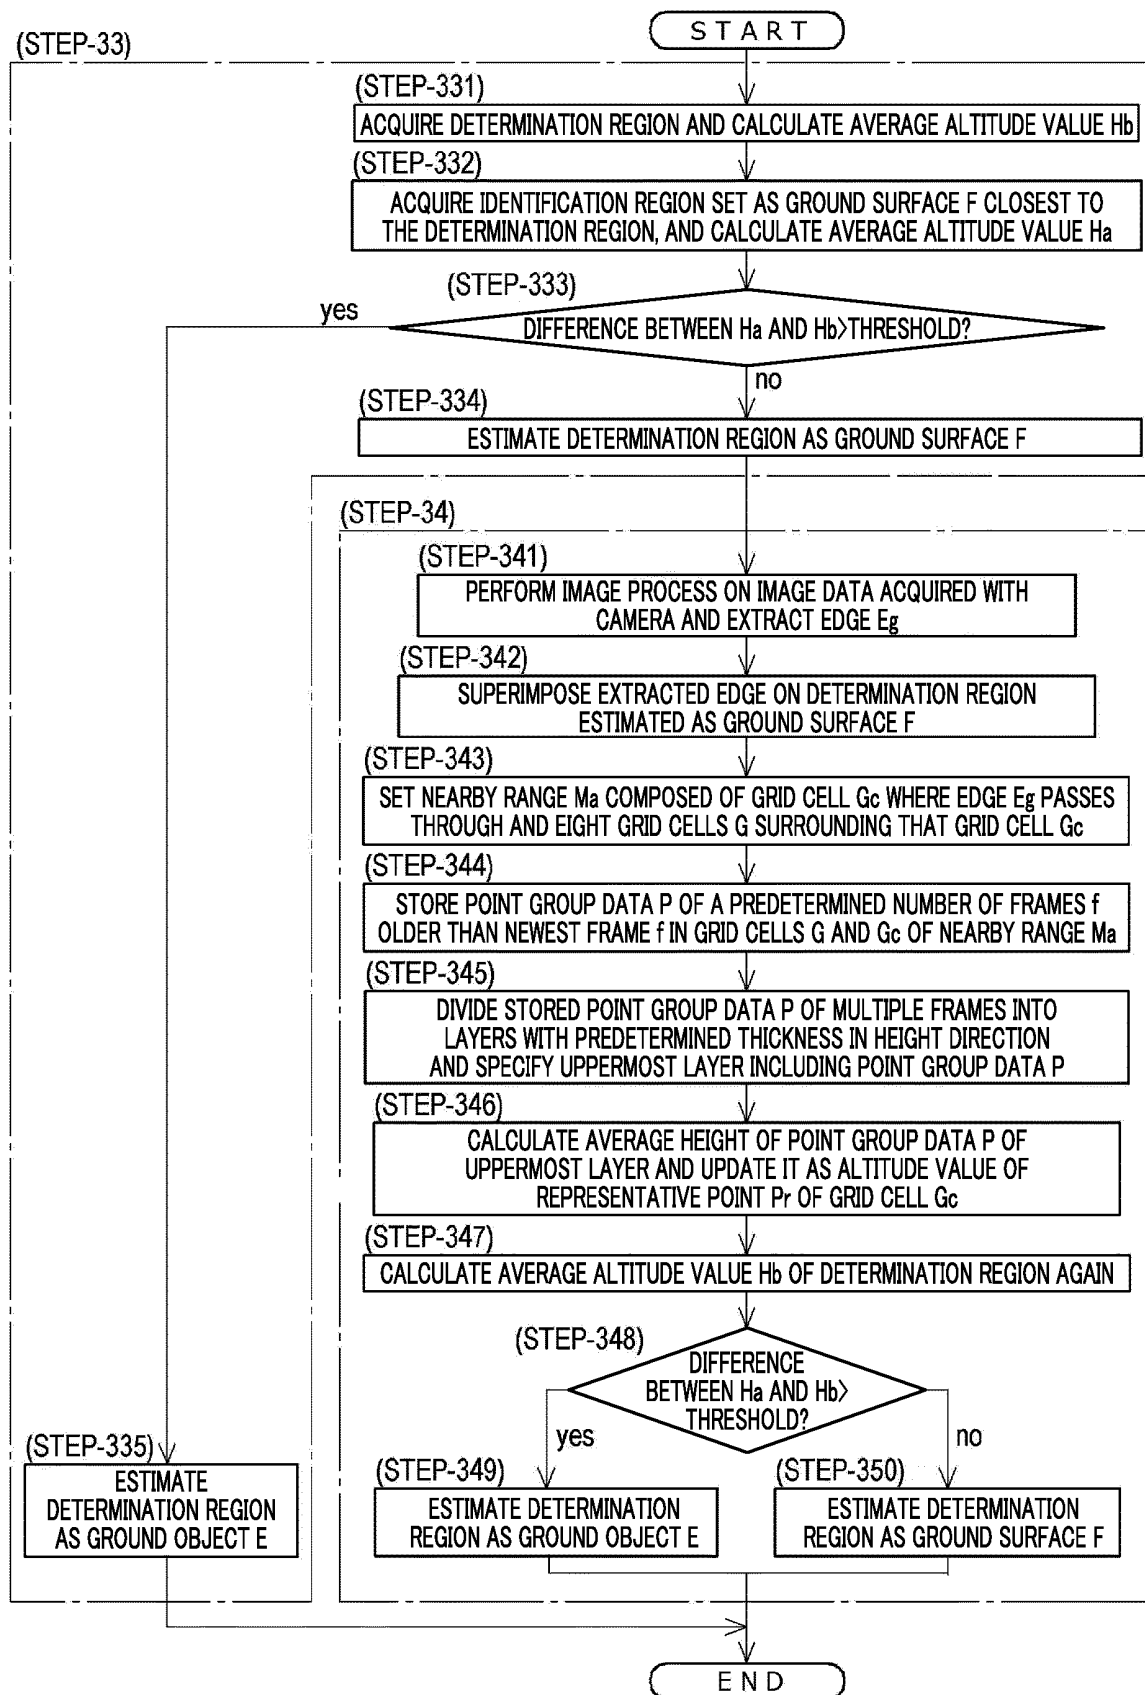 START
(STEP-33)
(STEP-331)
ACQUIRE DETERMINATION REGION AND CALCULATE AVERAGE ALTITUDE VALUE Hb
(STEP-332)
ACQUIRE IDENTIFICATION REGION SET AS GROUND SURFACE F CLOSEST TO
THE DETERMINATION REGION, AND CALCULATE AVERAGE ALTITUDE VALUE Ha
(STEP-333)
yes
DIFFERENCE BETWEEN Ha AND Hb>THRESHOLD?
no
(STEP-334)
ESTIMATE DETERMINATION REGION AS GROUND SURFACE F
(STEP-34)
(STEP-341)
PERFORM IMAGE PROCESS ON IMAGE DATA ACQUIRED WITH
CAMERA AND EXTRACT EDGE Eg
(STEP-342)
SUPERIMPOSE EXTRACTED EDGE ON DETERMINATION REGION
ESTIMATED AS GROUND SURFACE F
(STEP-343)
SET NEARBY RANGE Ma COMPOSED OF GRID CELL Gc WHERE EDGE Eg PASSES
THROUGH AND EIGHT GRID CELLS G SURROUNDING THAT GRID CELL Gc
(STEP-344)
STORE POINT GROUP DATA P OF A PREDETERMINED NUMBER OF FRAMES f
OLDER THAN NEWEST FRAME f IN GRID CELLS G AND Gc OF NEARBY RANGE Ma
(STEP-345)
DIVIDE STORED POINT GROUP DATA P OF MULTIPLE FRAMES INTO
LAYERS WITH PREDETERMINED THICKNESS IN HEIGHT DIRECTION
AND SPECIFY UPPERMOST LAYER INCLUDING POINT GROUP DATA P
(STEP-346)
CALCULATE AVERAGE HEIGHT OF POINT GROUP DATA P OF
UPPERMOST LAYER AND UPDATE IT AS ALTITUDE VALUE OF
REPRESENTATIVE POINT Pr OF GRID CELL Gc
(STEP-347)
CALCULATE AVERAGE ALTITUDE VALUE Hb OF DETERMINATION REGION AGAIN
(STEP-348)
DIFFERENCE
BETWEEN Ha AND Hb>
THRESHOLD?
yes
no
(STEP-335)
ESTIMATE
DETERMINATION REGION
AS GROUND OBJECT E
(STEP-349)
ESTIMATE DETERMINATION
REGION AS GROUND OBJECT E
(STEP-350)
ESTIMATE DETERMINATION
REGION AS GROUND SURFACE F
END